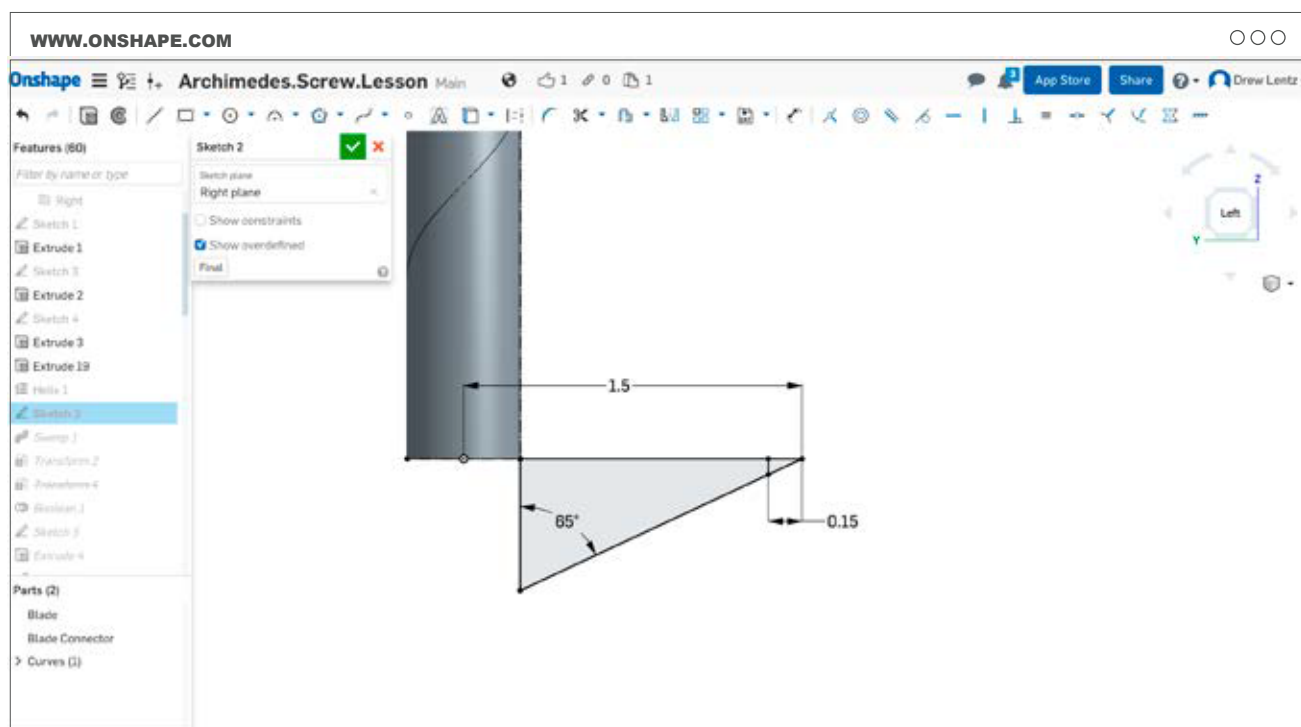 WWW.ONSHAPE.COM
Onshape Archimedes.Screw.Lesson Main 1 0 1 3 App Store Share Drew Lentz
Features (60)
Filter by name or type
Right
Sketch 1
Extrude 1
Sketch 3
Extrude 2
Sketch 4
Extrude 3
Extrude 19
Helix 1
Sketch 2
Sweep 1
Transform 2
Transform 4
Boolean 1
Sketch 5
Extrude 4
Parts (2)
Blade
Blade Connector
Curves (1)
Sketch 2
Sketch plane
Right plane
Show constraints
Show overdefined
Final
1.5
65°
0.15
Z
Left
Y